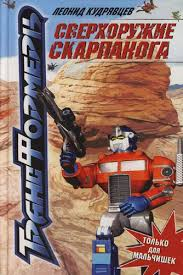 ЛЕОНИД КУДРЯВЦЕВ
СВЕРХОРУЖИЕ
СКАРПАНОГА
ТРАНСФОРМЕРЫ
ТОЛЬКО ДЛЯ
МАЛЬЧИШЕК